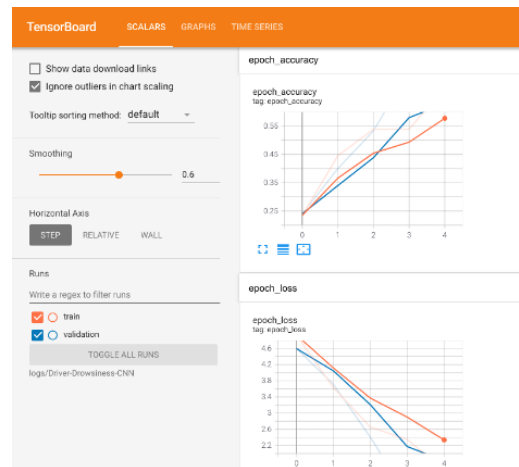 TensorBoard SCALARS GRAPHS TIME SERIES
Show data download links
Ignore outliers in chart scaling
Tooltip sorting method: default
Smoothing
0.6
Horizontal Axis
STEP RELATIVE WALL
Runs
Write a regex to filter runs
train
validation
TOGGLE ALL RUNS
logs/Driver-Drowsiness-CNN
epoch_accuracy
epoch_accuracy
tag: epoch_accuracy
0.55
0.45
0.35
0.25
0 1 2 3 4
epoch_loss
epoch_loss
tag: epoch_loss
4.6
4.2
3.8
3.4
3
2.6
2.2
0 1 2 3 4